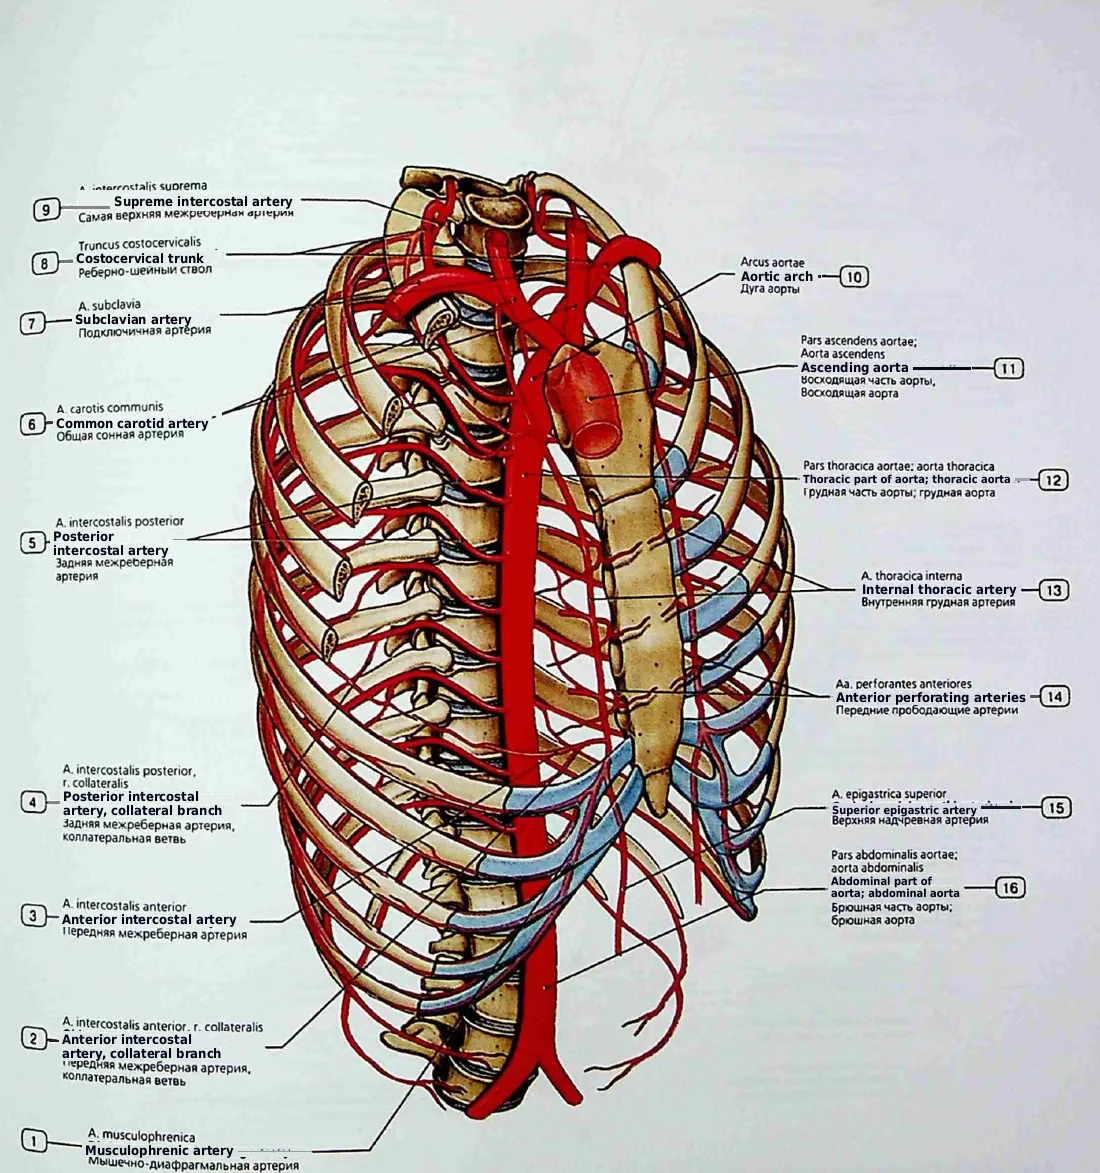 A. intercostalis suprema
9 Supreme intercostal artery
Самая верхняя межреберная артерия
Truncus costocervicalis
8 Costocervical trunk
Реберно-шейный ствол
A. subclavia
7 Subclavian artery
Подключичная артерия
A. carotis communis
6 Common carotid artery
Общая сонная артерия
A. intercostalis posterior
5 Posterior
intercostal artery
Задняя межреберная
артерия
A. intercostalis posterior,
r. collateralis
4 Posterior intercostal
artery, collateral branch
Задняя межреберная артерия,
коллатеральная ветвь
A. intercostalis anterior
3 Anterior intercostal artery
Передняя межреберная артерия
A. intercostalis anterior, r. collateralis
2 Anterior intercostal
artery, collateral branch
Передняя межреберная артерия,
коллатеральная ветвь
A. musculophrenica
1 Musculophrenic artery
Мышечно-диафрагмальная артерия
Arcus aortae
Aortic arch 10
Дуга аорты
Pars ascendens aortae;
Aorta ascendens
Ascending aorta 11
Восходящая часть аорты,
Восходящая аорта
Pars thoracica aortae; aorta thoracica
Thoracic part of aorta; thoracic aorta 12
Грудная часть аорты; грудная аорта
A. thoracica interna
Internal thoracic artery 13
Внутренняя грудная артерия
Aa. perforantes anteriores
Anterior perforating arteries 14
Передние прободающие артерии
A. epigastrica superior
Superior epigastric artery 15
Верхняя надчревная артерия
Pars abdominalis aortae;
aorta abdominalis
Abdominal part of
aorta; abdominal aorta 16
Брюшная часть аорты;
брюшная аорта